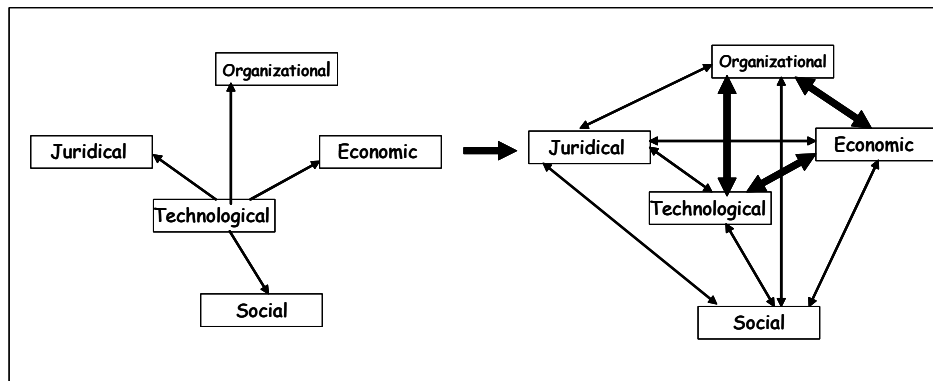 Organizational
Juridical
Economic
Technological
Social
Organizational
Juridical
Economic
Technological
Social